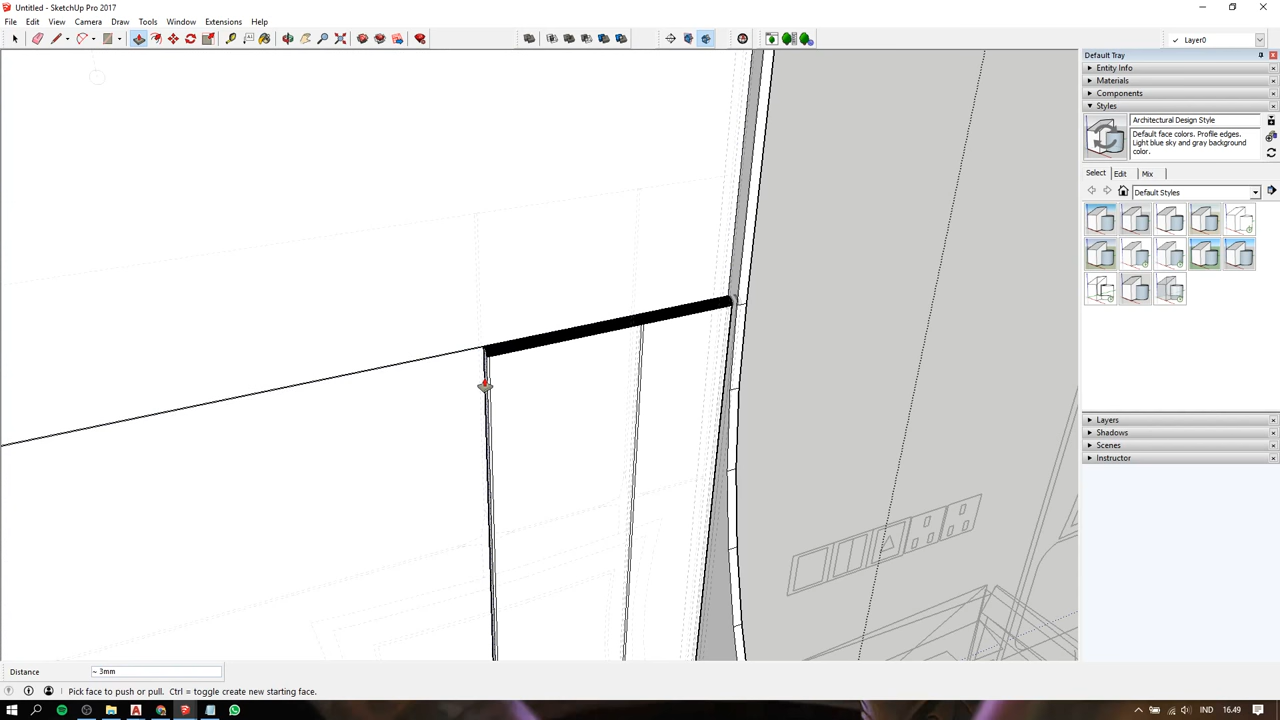 Untitled - SketchUp Pro 2017
File Edit View Camera Draw Tools Window Extensions Help
Layer0
Default Tray
Entity Info
Materials
Components
Styles
Architectural Design Style
Default face colors. Profile edges.
Light blue sky and gray background
color.
Select Edit Mix
Default Styles
Layers
Shadows
Scenes
Instructor
Distance ~ 3mm
Pick face to push or pull. Ctrl = toggle create new starting face.
IND 16.49